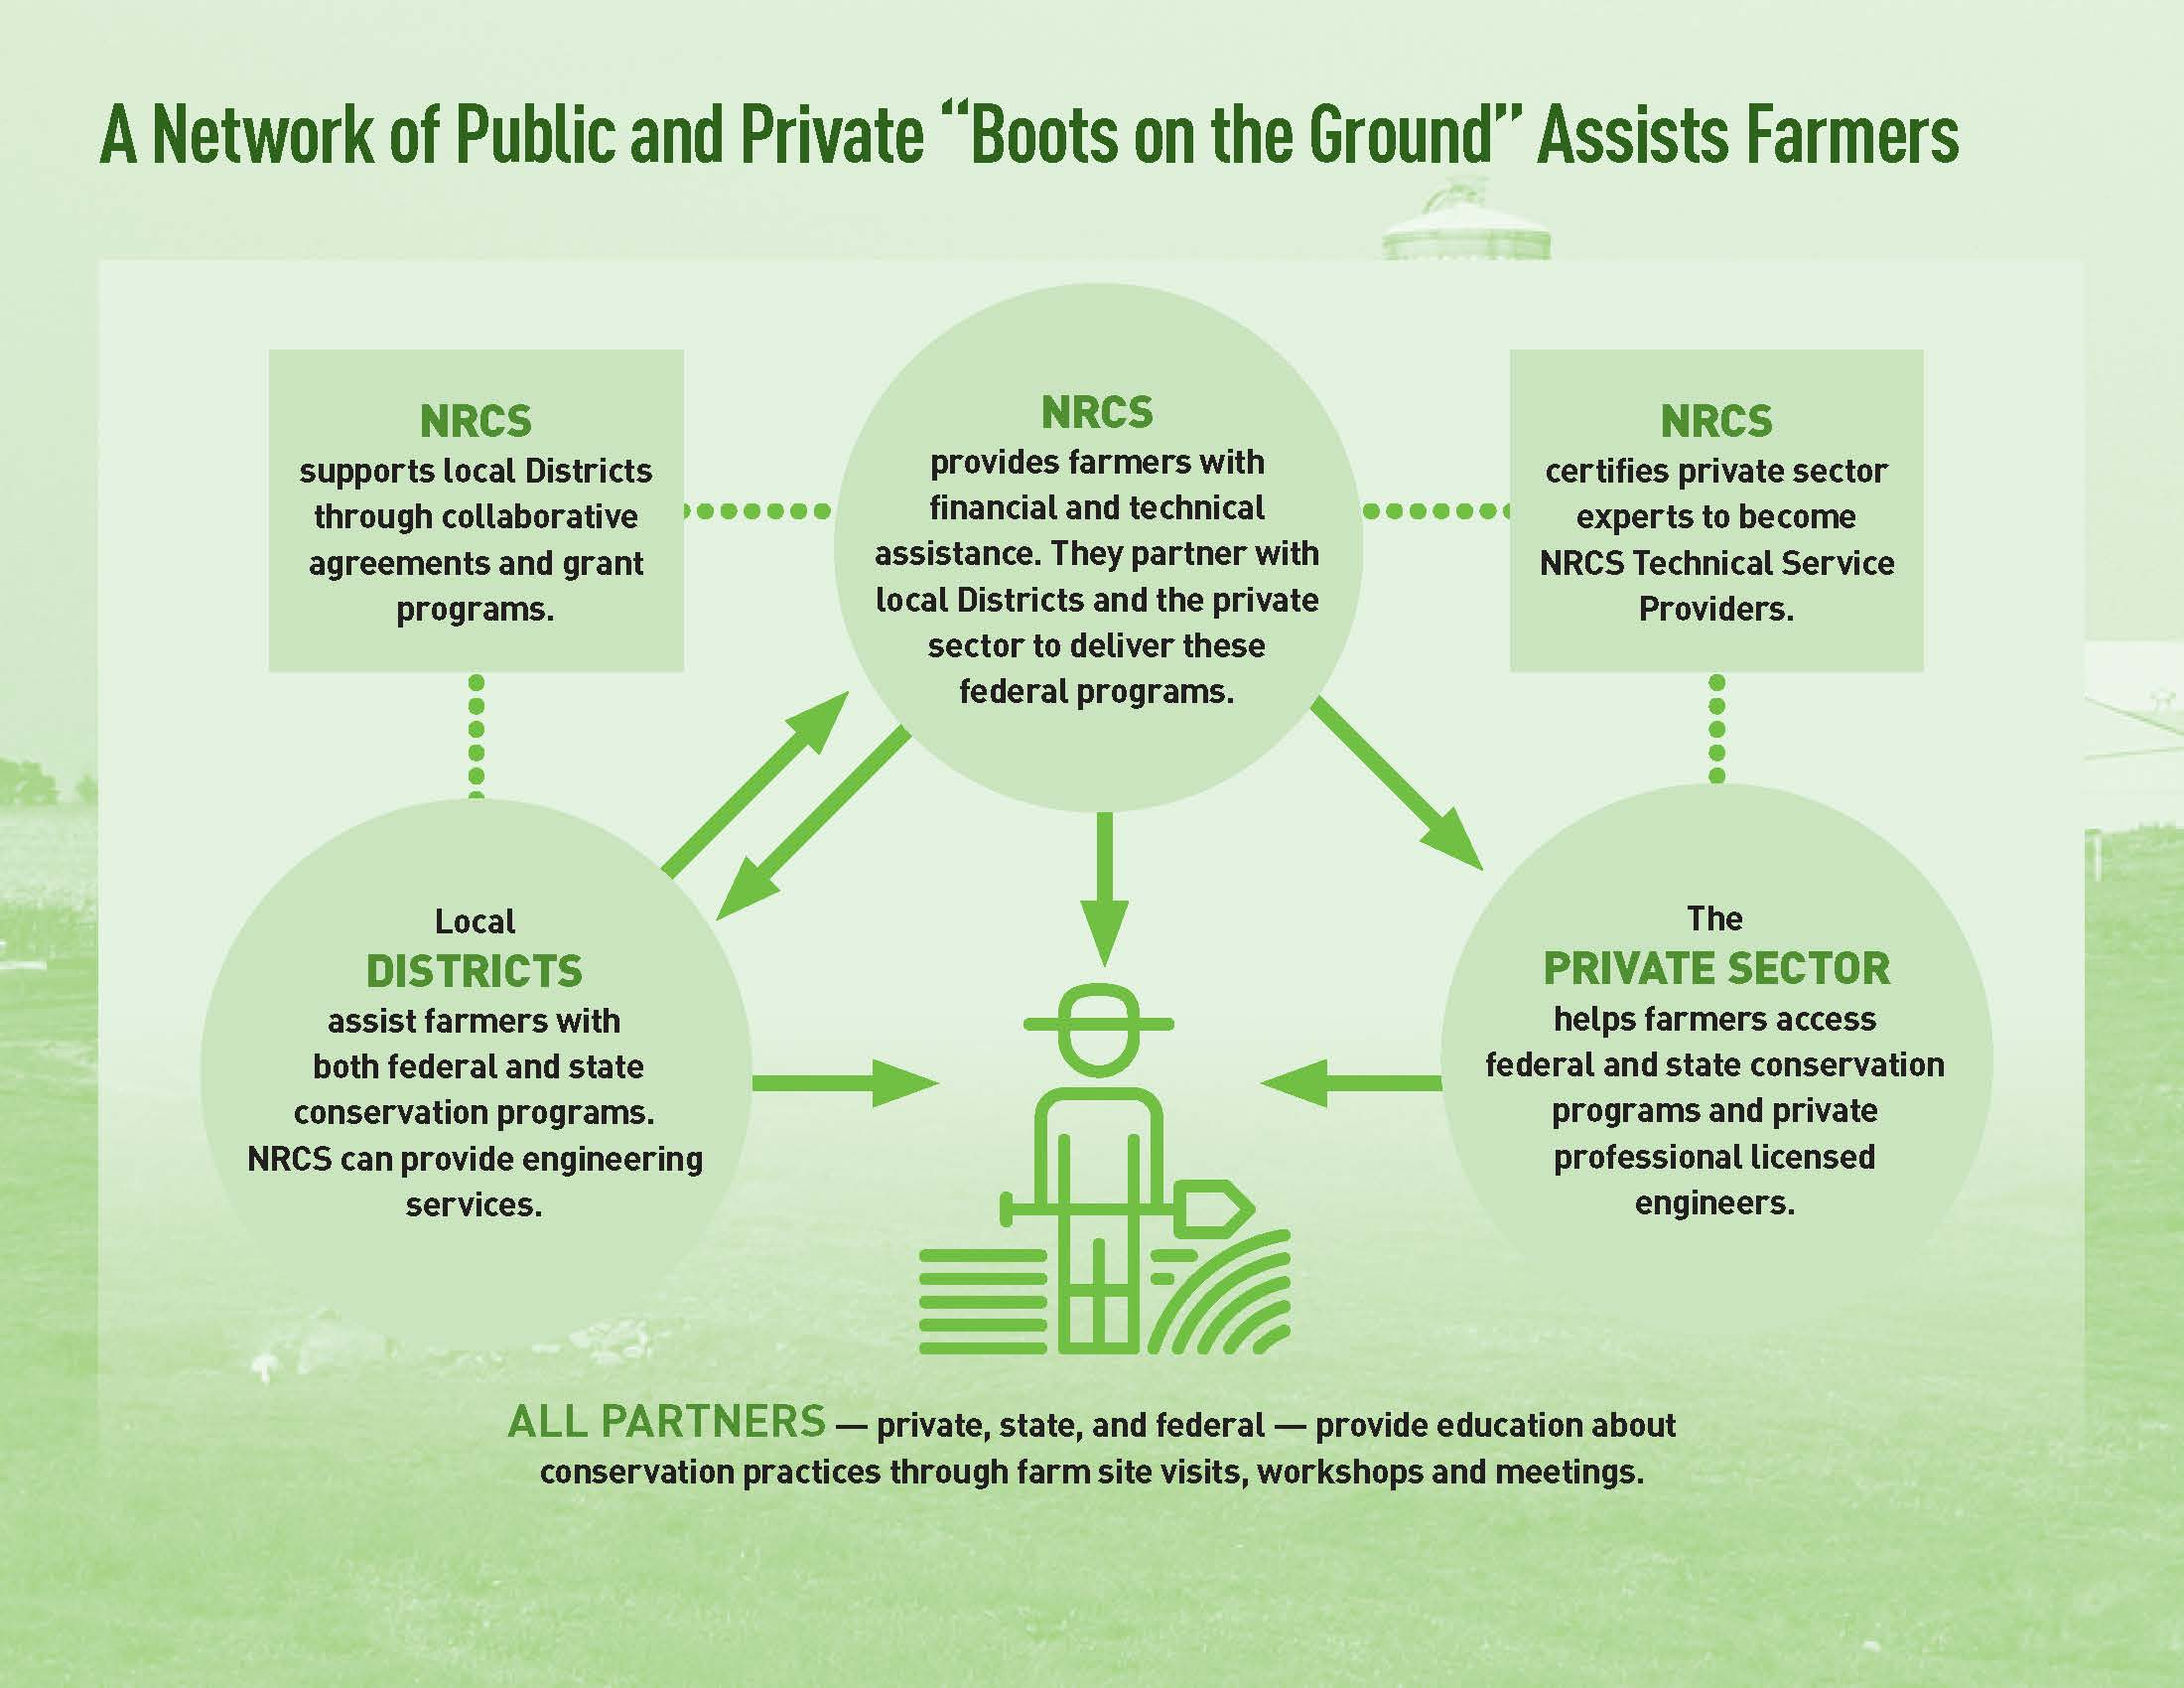 A Network of Public and Private “Boots on the Ground” Assists Farmers
NRCS
supports local Districts
through collaborative
agreements and grant
programs.
NRCS
provides farmers with
financial and technical
assistance. They partner with
local Districts and the private
sector to deliver these
federal programs.
NRCS
certifies private sector
experts to become
NRCS Technical Service
Providers.
Local
DISTRICTS
assist farmers with
both federal and state
conservation programs.
NRCS can provide engineering
services.
The
PRIVATE SECTOR
helps farmers access
federal and state conservation
programs and private
professional licensed
engineers.
ALL PARTNERS — private, state, and federal — provide education about
conservation practices through farm site visits, workshops and meetings.